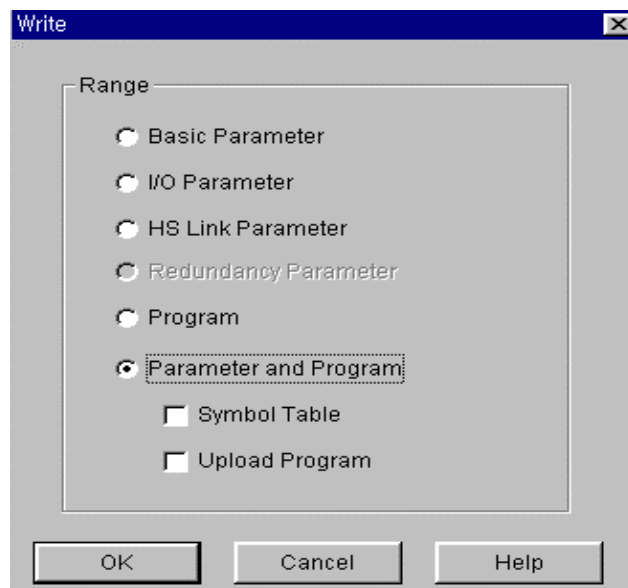 Write
Range
Basic Parameter
I/O Parameter
HS Link Parameter
Redundancy Parameter
Program
Parameter and Program
Symbol Table
Upload Program
OK Cancel Help